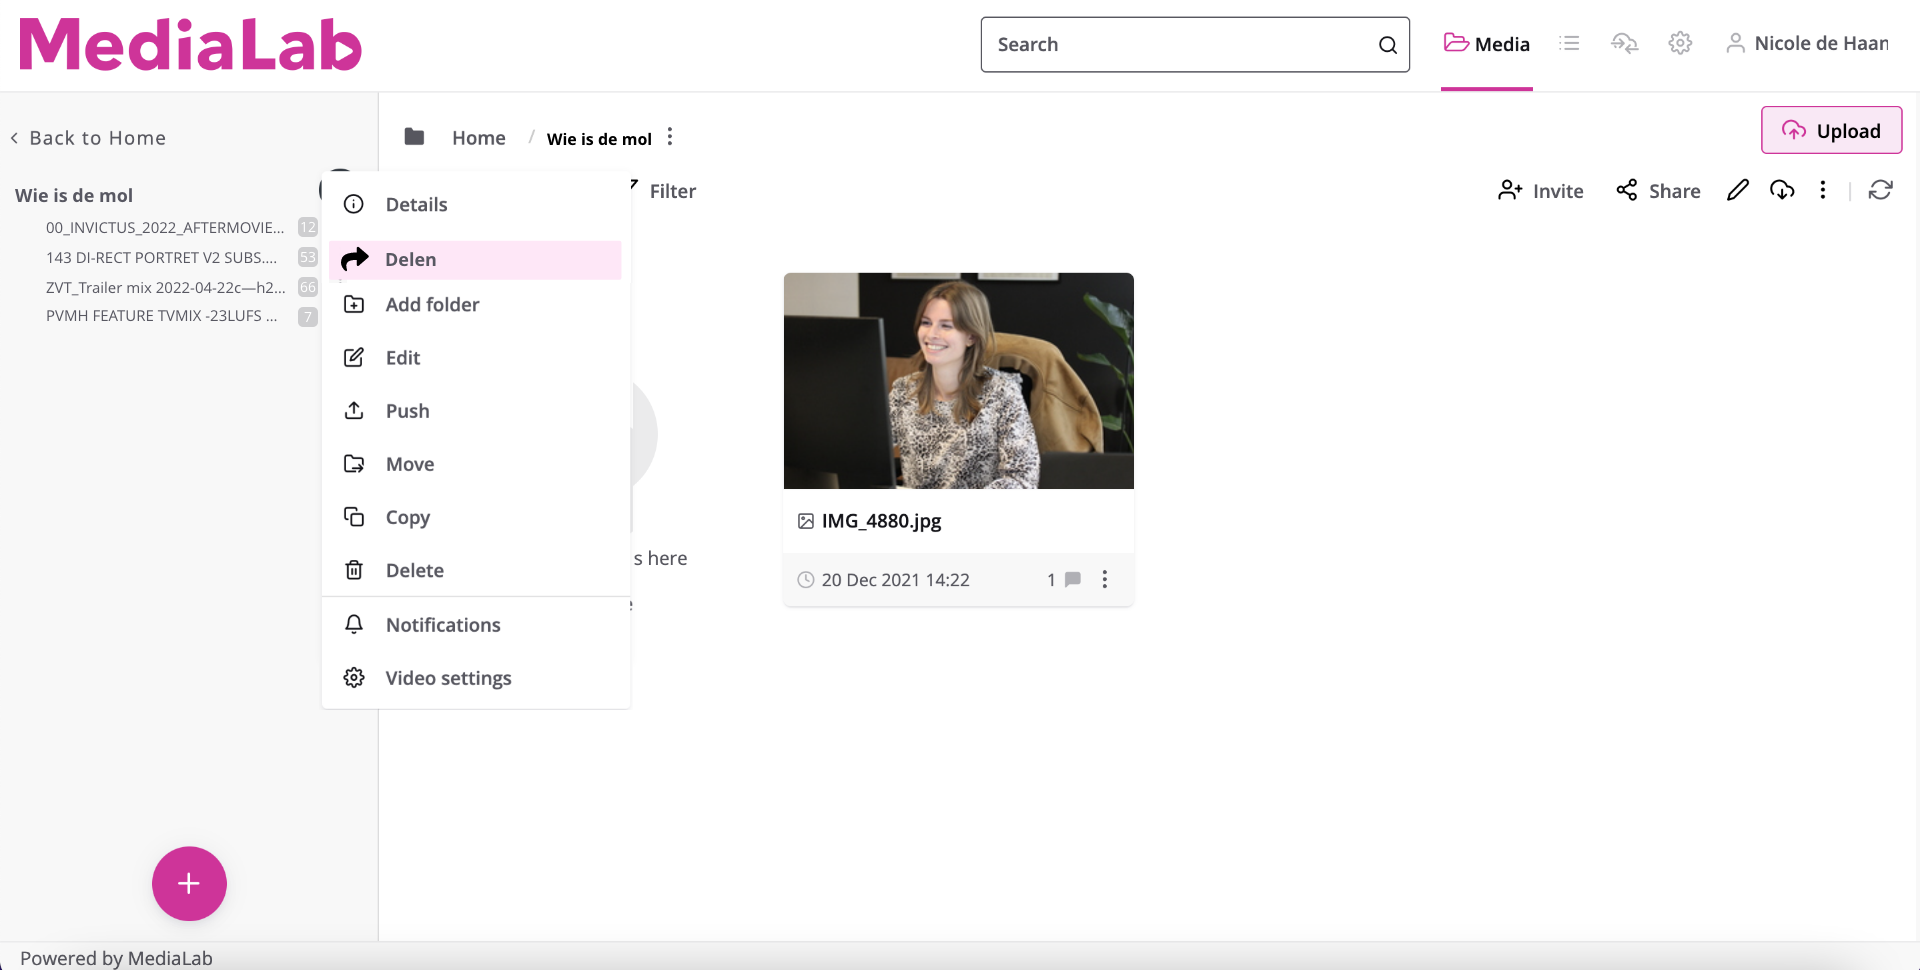 MediaLab
Search
Media
Nicole de Haan
Back to Home
Home / Wie is de mol
Upload
Wie is de mol
00_INVICTUS_2022_AFTERMOVIE... 12
143 DI-RECT PORTRET V2 SUBS.... 53
ZVT_Trailer mix 2022-04-22c—h2... 66
PVMH FEATURE TVMIX -23LUFS ... 7
Filter
Invite
Share
Details
Delen
Add folder
Edit
Push
Move
Copy
Delete
Notifications
Video settings
s here
IMG_4880.jpg
20 Dec 2021 14:22
1
Powered by MediaLab